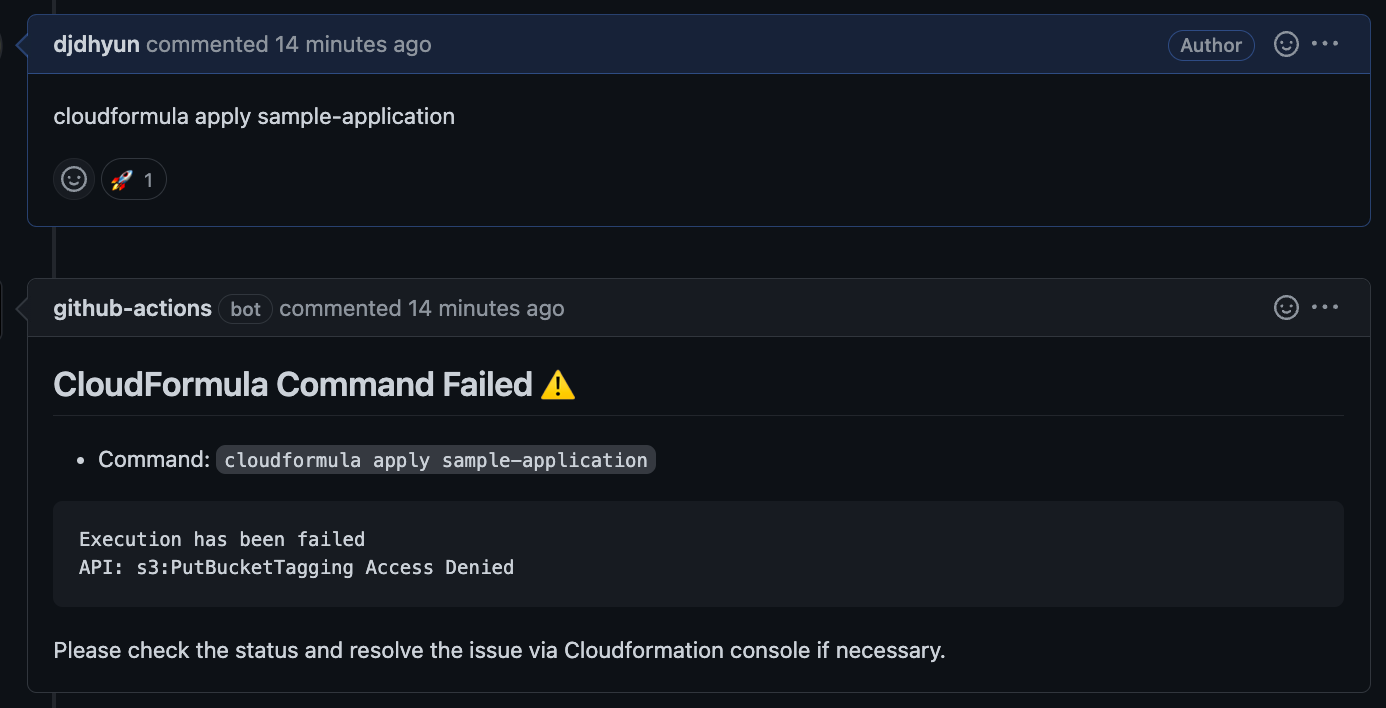 djdhyun commented 14 minutes ago Author
cloudformula apply sample-application
🚀 1
github-actions bot commented 14 minutes ago
CloudFormula Command Failed ⚠️
• Command: cloudformula apply sample-application
Execution has been failed
API: s3:PutBucketTagging Access Denied
Please check the status and resolve the issue via Cloudformation console if necessary.